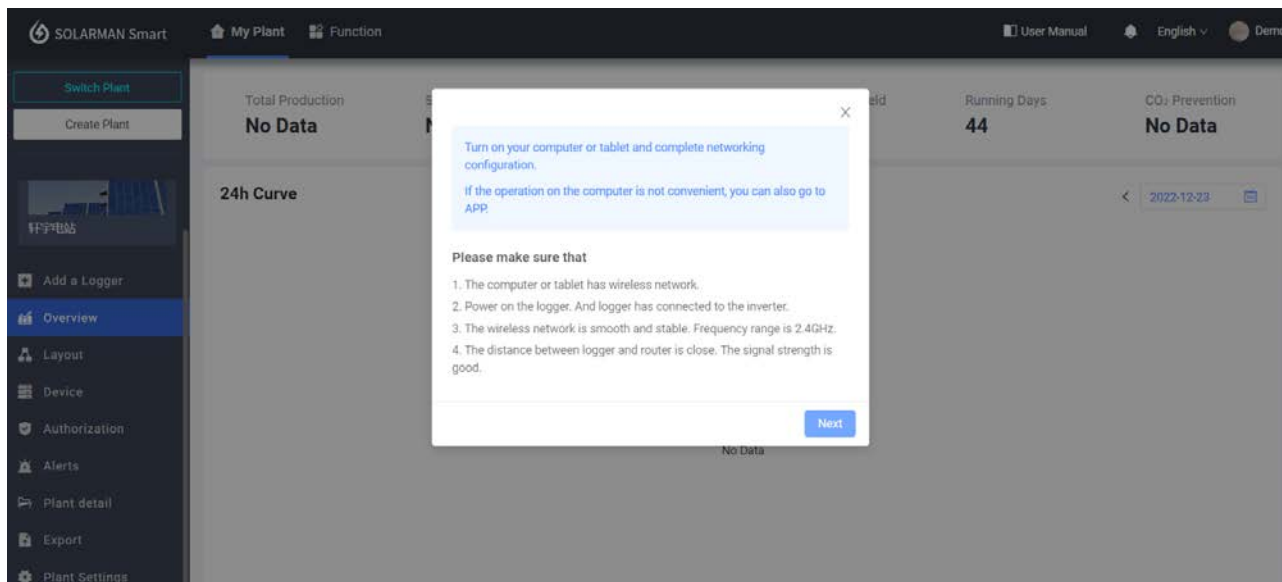 SOLARMAN Smart
My Plant
Function
User Manual
English
Switch Plant
Create Plant
Total Production
No Data
Running Days
44
CO₂ Prevention
No Data
24h Curve
2022-12-23
Add a Logger
Overview
Layout
Device
Authorization
Alerts
Plant detail
Export
Plant Settings
Turn on your computer or tablet and complete networking
configuration.
If the operation on the computer is not convenient, you can also go to
APP.
Please make sure that
1. The computer or tablet has wireless network.
2. Power on the logger. And logger has connected to the inverter.
3. The wireless network is smooth and stable. Frequency range is 2.4GHz.
4. The distance between logger and router is close. The signal strength is
good.
Next
No Data